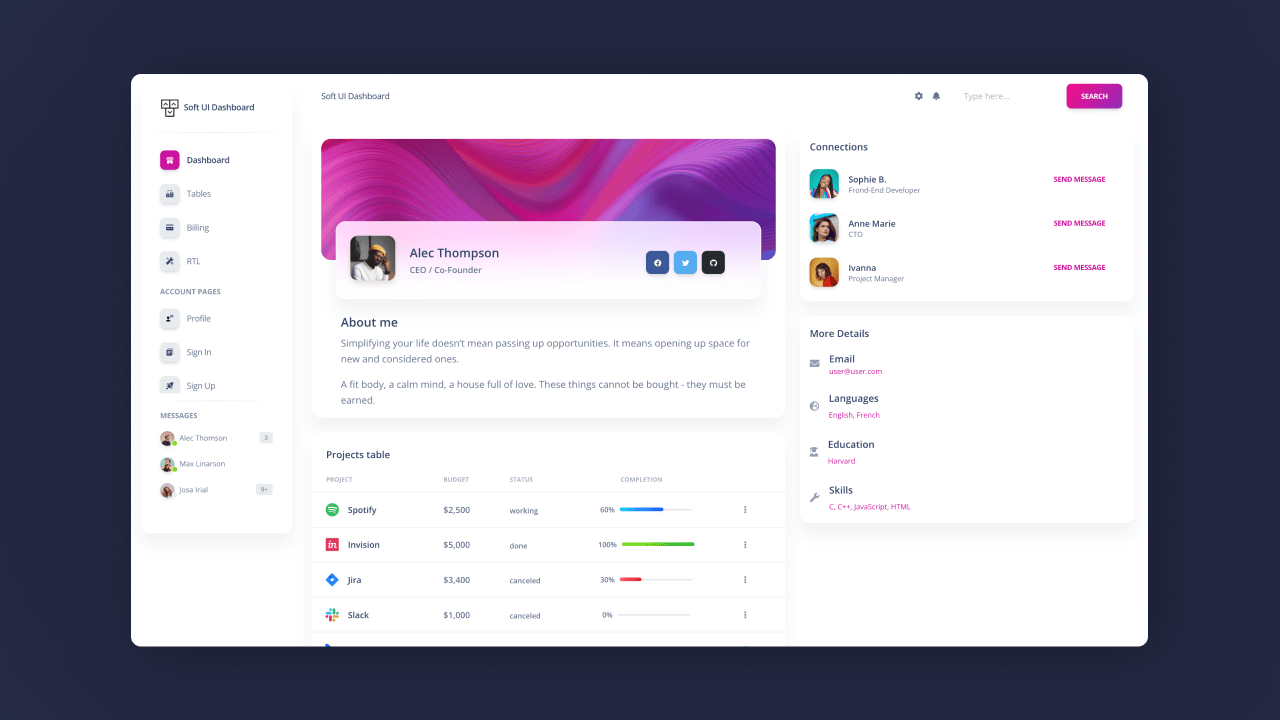 Soft UI Dashboard
Dashboard
Tables
Billing
RTL
ACCOUNT PAGES
Profile
Sign In
Sign Up
MESSAGES
Alec Thomson
3
Max Linarson
Josa Irial
9+
Soft UI Dashboard
Type here...
SEARCH
Alec Thompson
CEO / Co-Founder
About me
Simplifying your life doesn't mean passing up opportunities. It means opening up space for
new and considered ones.
A fit body, a calm mind, a house full of love. These things cannot be bought - they must be
earned.
Projects table
PROJECT BUDGET STATUS COMPLETION
Spotify $2,500 working 60%
in Invision $5,000 done 100%
Jira $3,400 canceled 30%
Slack $1,000 canceled 0%
Connections
Sophie B. SEND MESSAGE
Frond-End Developer
Anne Marie SEND MESSAGE
CTO
Ivanna SEND MESSAGE
Project Manager
More Details
Email
user@user.com
Languages
English, French
Education
Harvard
Skills
C, C++, JavaScript, HTML